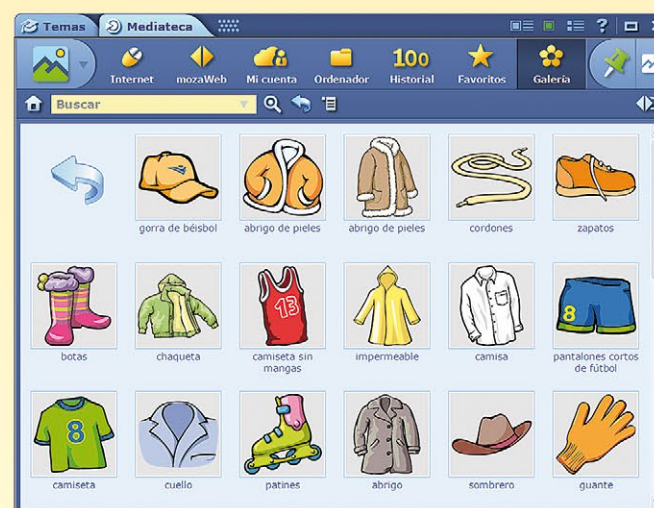 Temas Mediateca ?
Internet mozaWeb Mi cuenta Ordenador 100 Historial Favoritos Galería
Buscar
gorra de béisbol abrigo de pieles abrigo de pieles cordones zapatos
13
8
botas chaqueta camiseta sin mangas impermeable camisa pantalones cortos de fútbol
8
camiseta cuello patines abrigo sombrero guante